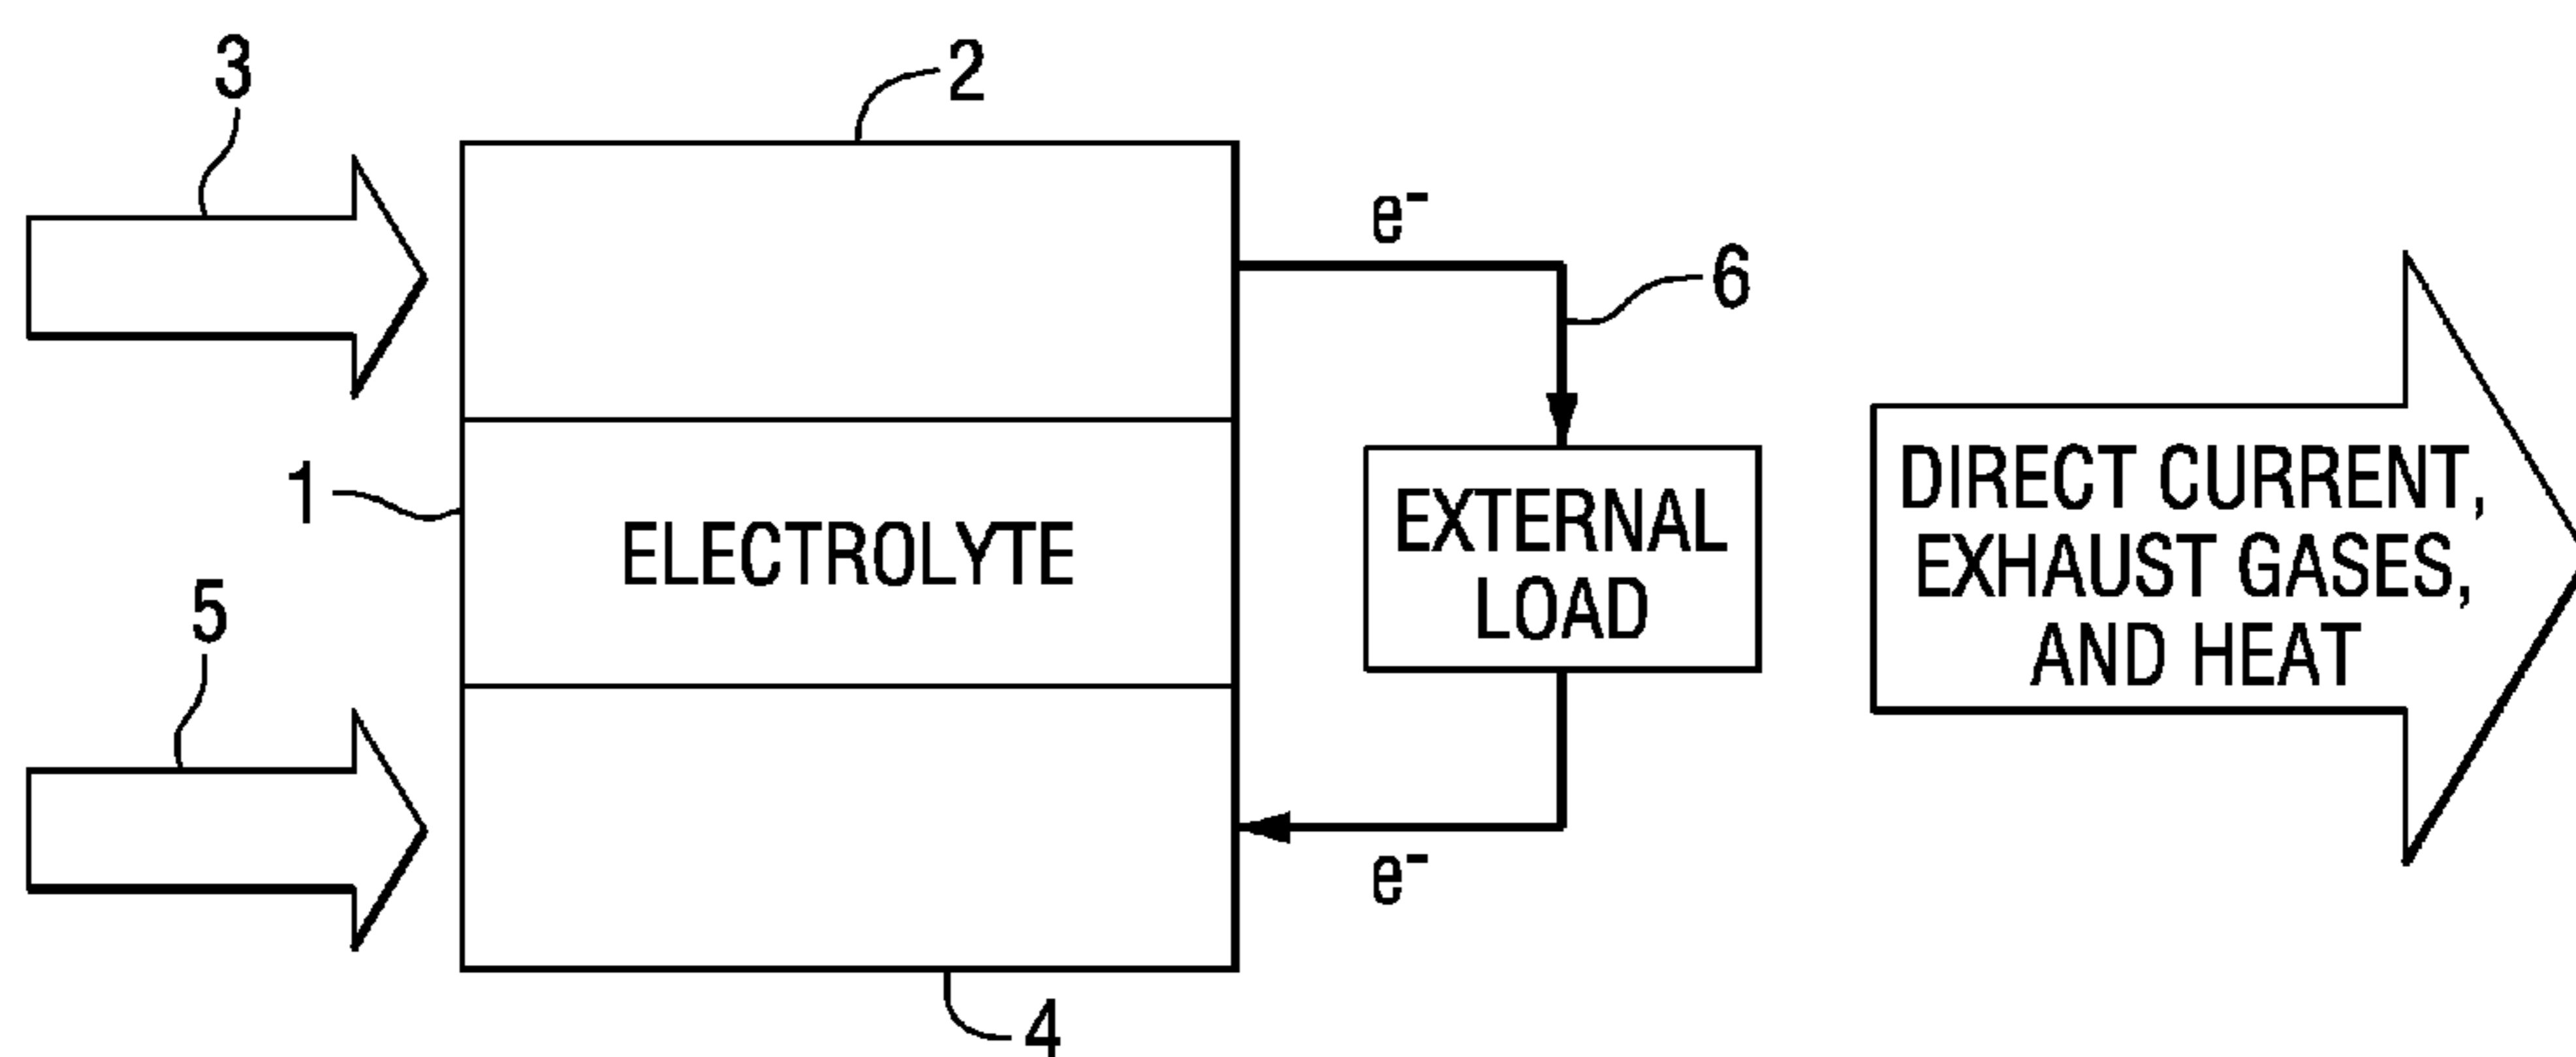 3
2
e⁻
6
1
ELECTROLYTE
EXTERNAL
LOAD
DIRECT CURRENT,
EXHAUST GASES,
AND HEAT
5
e⁻
4